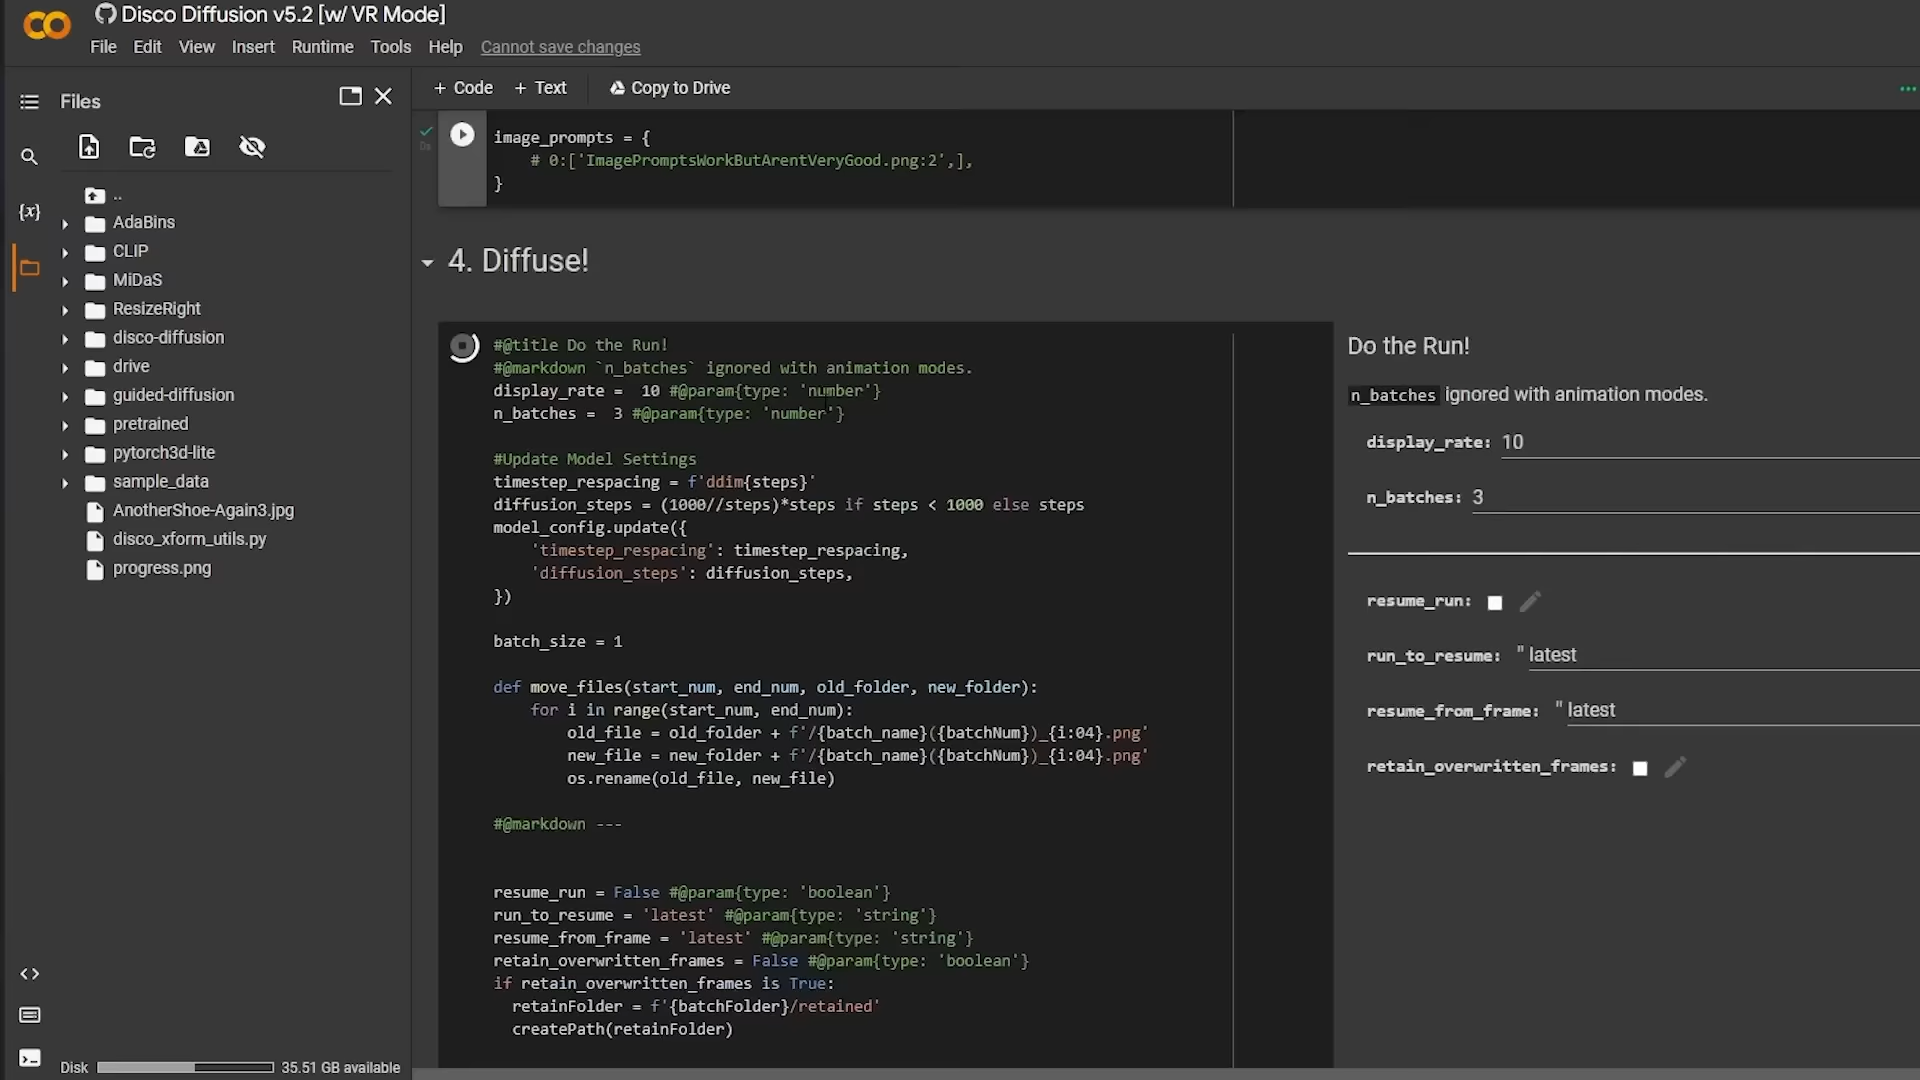 Disco Diffusion v5.2 [w/ VR Mode]
File Edit View Insert Runtime Tools Help Cannot save changes
Files
+ Code + Text Copy to Drive
..
AdaBins
CLIP
MiDaS
ResizeRight
disco-diffusion
drive
guided-diffusion
pretrained
pytorch3d-lite
sample_data
AnotherShoe-Again3.jpg
disco_xform_utils.py
progress.png
Disk 35.51 GB available
{x}
0s
image_prompts = {
# 0:['ImagePromptsWorkButArentVeryGood.png:2',],
}
4. Diffuse!
#@title Do the Run!
#@markdown `n_batches` ignored with animation modes.
display_rate = 10 #@param{type: 'number'}
n_batches = 3 #@param{type: 'number'}
#Update Model Settings
timestep_respacing = f'ddim{steps}'
diffusion_steps = (1000//steps)*steps if steps < 1000 else steps
model_config.update({
'timestep_respacing': timestep_respacing,
'diffusion_steps': diffusion_steps,
})
batch_size = 1
def move_files(start_num, end_num, old_folder, new_folder):
for i in range(start_num, end_num):
old_file = old_folder + f'/{batch_name}({batchNum})_{i:04}.png'
new_file = new_folder + f'/{batch_name}({batchNum})_{i:04}.png'
os.rename(old_file, new_file)
#@markdown ---
resume_run = False #@param{type: 'boolean'}
run_to_resume = 'latest' #@param{type: 'string'}
resume_from_frame = 'latest' #@param{type: 'string'}
retain_overwritten_frames = False #@param{type: 'boolean'}
if retain_overwritten_frames is True:
retainFolder = f'{batchFolder}/retained'
createPath(retainFolder)
Do the Run!
n_batches ignored with animation modes.
display_rate: 10
n_batches: 3
resume_run:
run_to_resume: " latest
resume_from_frame: " latest
retain_overwritten_frames: